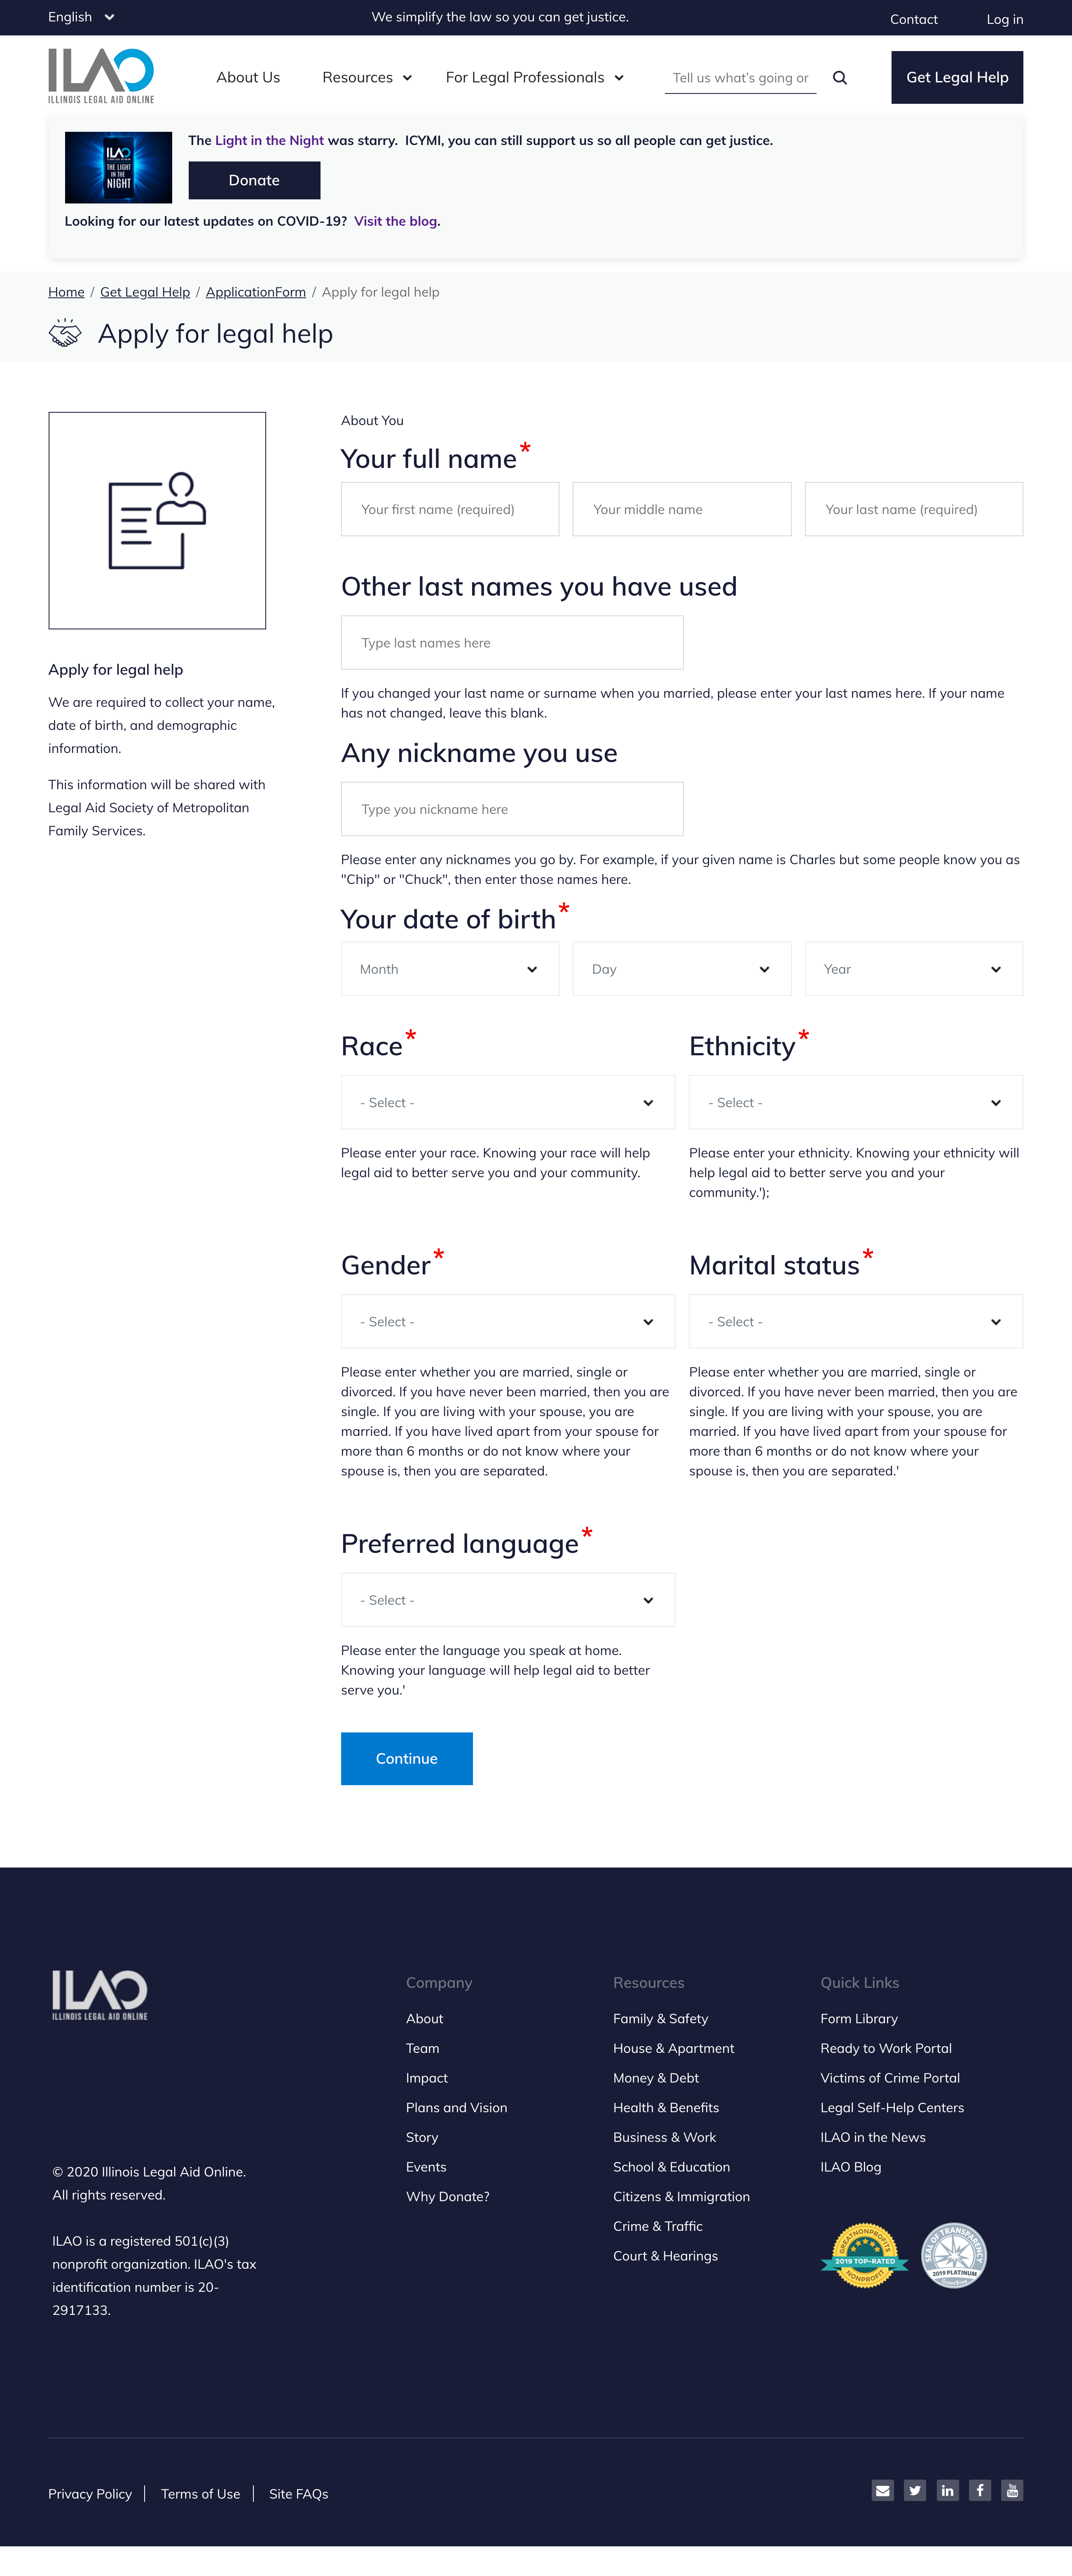 English
We simplify the law so you can get justice.
Contact
Log in
ILAO
ILLINOIS LEGAL AID ONLINE
About Us
Resources
For Legal Professionals
Tell us what's going or
Get Legal Help
ILAO
THE LIGHT
IN THE
NIGHT
The Light in the Night was starry. ICYMI, you can still support us so all people can get justice.
Donate
Looking for our latest updates on COVID-19? Visit the blog.
Home / Get Legal Help / ApplicationForm / Apply for legal help
Apply for legal help
Apply for legal help
We are required to collect your name,
date of birth, and demographic
information.
This information will be shared with
Legal Aid Society of Metropolitan
Family Services.
About You
Your full name*
Your first name (required)
Your middle name
Your last name (required)
Other last names you have used
Type last names here
If you changed your last name or surname when you married, please enter your last names here. If your name
has not changed, leave this blank.
Any nickname you use
Type you nickname here
Please enter any nicknames you go by. For example, if your given name is Charles but some people know you as
"Chip" or "Chuck", then enter those names here.
Your date of birth*
Month
Day
Year
Race*
- Select -
Please enter your race. Knowing your race will help
legal aid to better serve you and your community.
Ethnicity*
- Select -
Please enter your ethnicity. Knowing your ethnicity will
help legal aid to better serve you and your
community.');
Gender*
- Select -
Please enter whether you are married, single or
divorced. If you have never been married, then you are
single. If you are living with your spouse, you are
married. If you have lived apart from your spouse for
more than 6 months or do not know where your
spouse is, then you are separated.
Marital status*
- Select -
Please enter whether you are married, single or
divorced. If you have never been married, then you are
single. If you are living with your spouse, you are
married. If you have lived apart from your spouse for
more than 6 months or do not know where your
spouse is, then you are separated.'
Preferred language*
- Select -
Please enter the language you speak at home.
Knowing your language will help legal aid to better
serve you.'
Continue
ILAO
ILLINOIS LEGAL AID ONLINE
© 2020 Illinois Legal Aid Online.
All rights reserved.
ILAO is a registered 501(c)(3)
nonprofit organization. ILAO's tax
identification number is 20-
2917133.
Company
About
Team
Impact
Plans and Vision
Story
Events
Why Donate?
Resources
Family & Safety
House & Apartment
Money & Debt
Health & Benefits
Business & Work
School & Education
Citizens & Immigration
Crime & Traffic
Court & Hearings
Quick Links
Form Library
Ready to Work Portal
Victims of Crime Portal
Legal Self-Help Centers
ILAO in the News
ILAO Blog
GREATNONPROFITS
2019 TOP-RATED
NONPROFIT
SEAL OF TRANSPARENCY
2019 PLATINUM
GuideStar
Privacy Policy
Terms of Use
Site FAQs
in
f
You